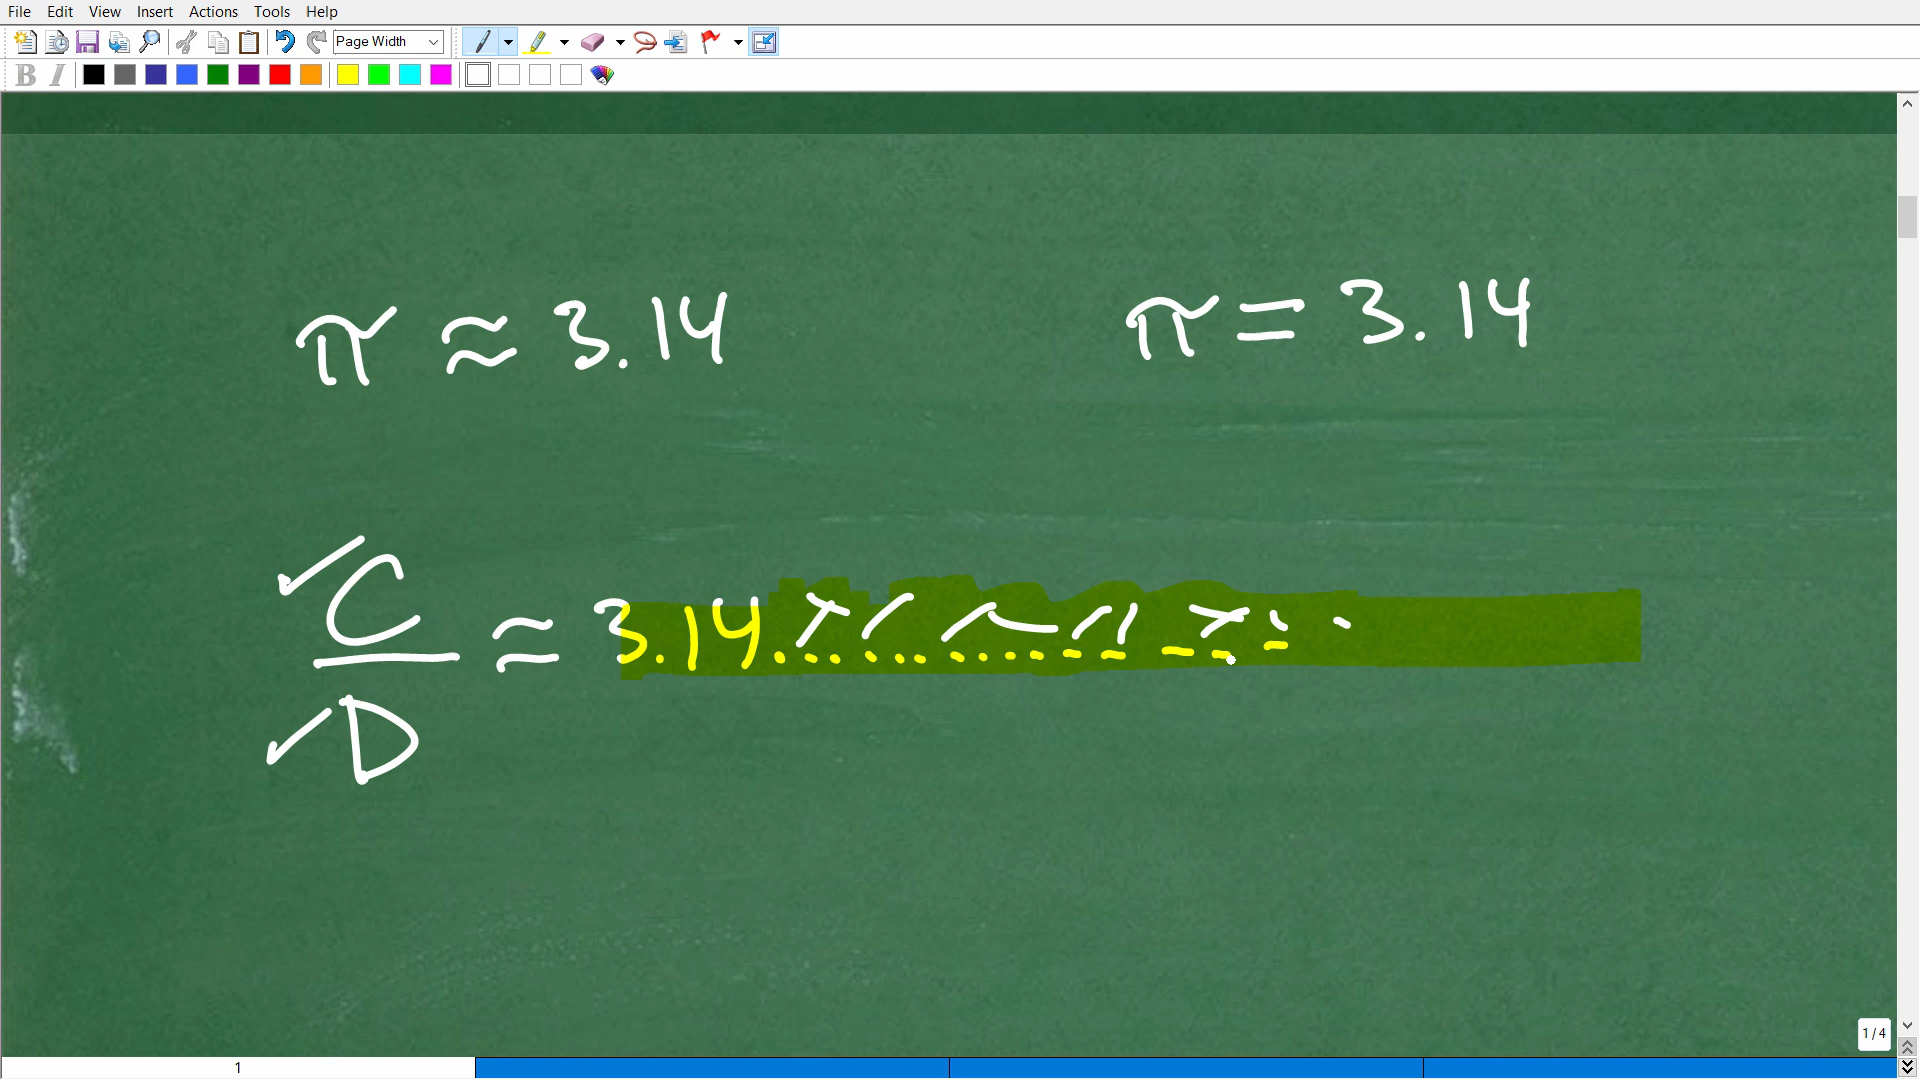 File Edit View Insert Actions Tools Help
Page Width
B I
π ≈ 3.14 π = 3.14
C
≈ 3.14..............
D
1 / 4
1